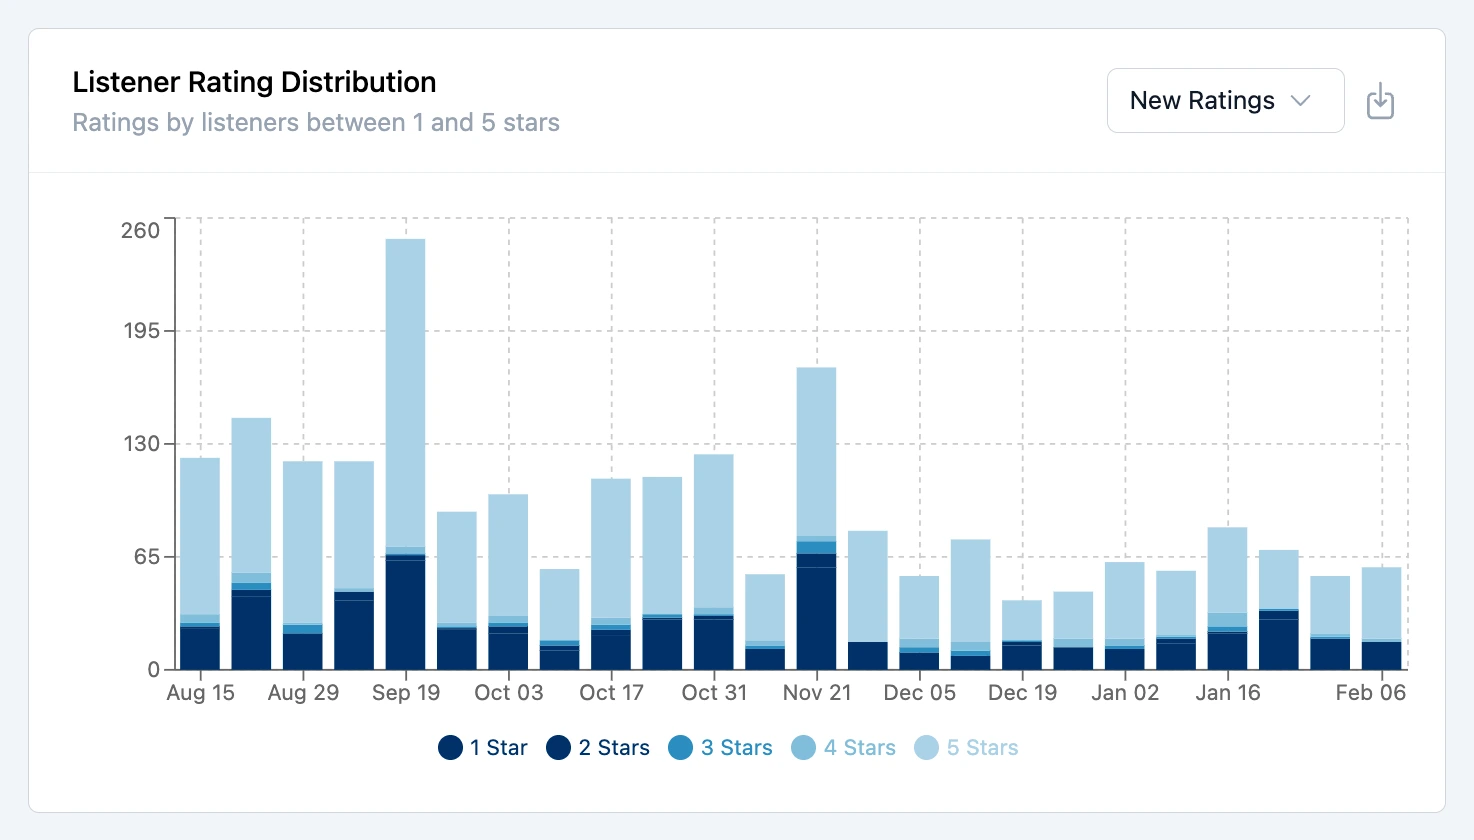 Listener Rating Distribution
Ratings by listeners between 1 and 5 stars
New Ratings
260
195
130
65
0
Aug 15 Aug 29 Sep 19 Oct 03 Oct 17 Oct 31 Nov 21 Dec 05 Dec 19 Jan 02 Jan 16 Feb 06
1 Star 2 Stars 3 Stars 4 Stars 5 Stars